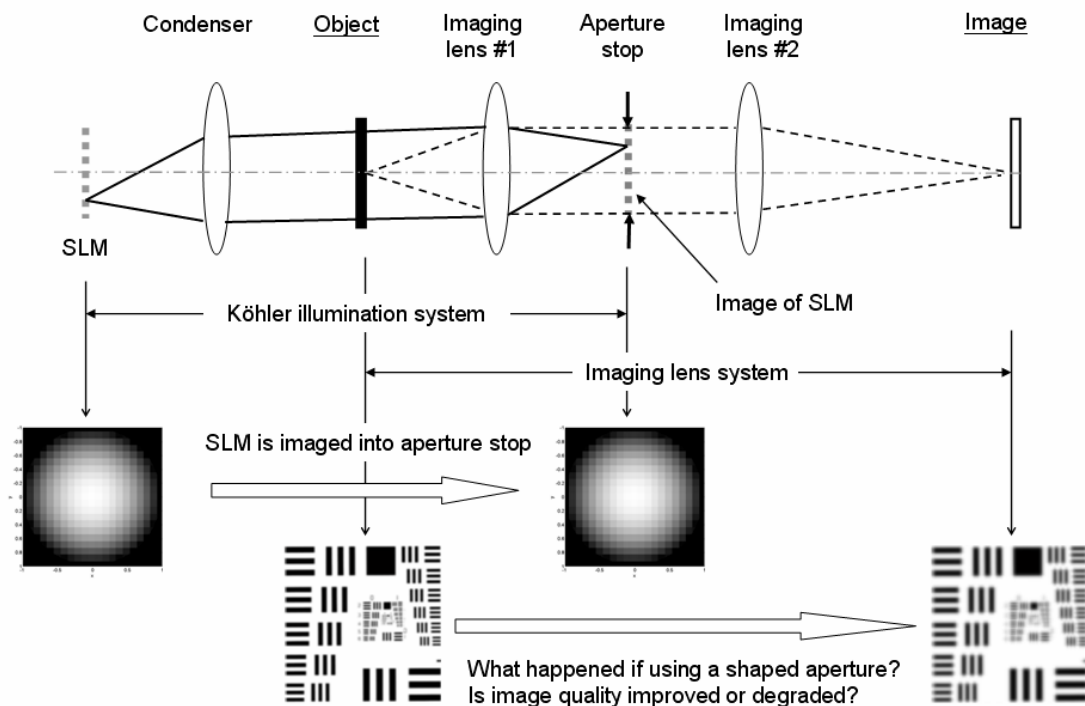 Condenser
Object
Imaging
lens #1
Aperture
stop
Imaging
lens #2
Image
SLM
Image of SLM
Köhler illumination system
Imaging lens system
SLM is imaged into aperture stop
What happened if using a shaped aperture?
Is image quality improved or degraded?